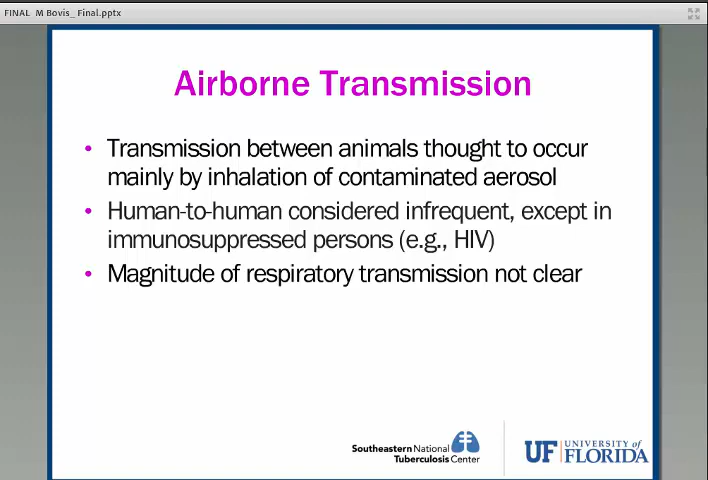 FINAL M Bovis_ Final.pptx
Airborne Transmission
• Transmission between animals thought to occur
mainly by inhalation of contaminated aerosol
• Human-to-human considered infrequent, except in
immunosuppressed persons (e.g., HIV)
• Magnitude of respiratory transmission not clear
Southeastern National
Tuberculosis Center
UF UNIVERSITY of
FLORIDA